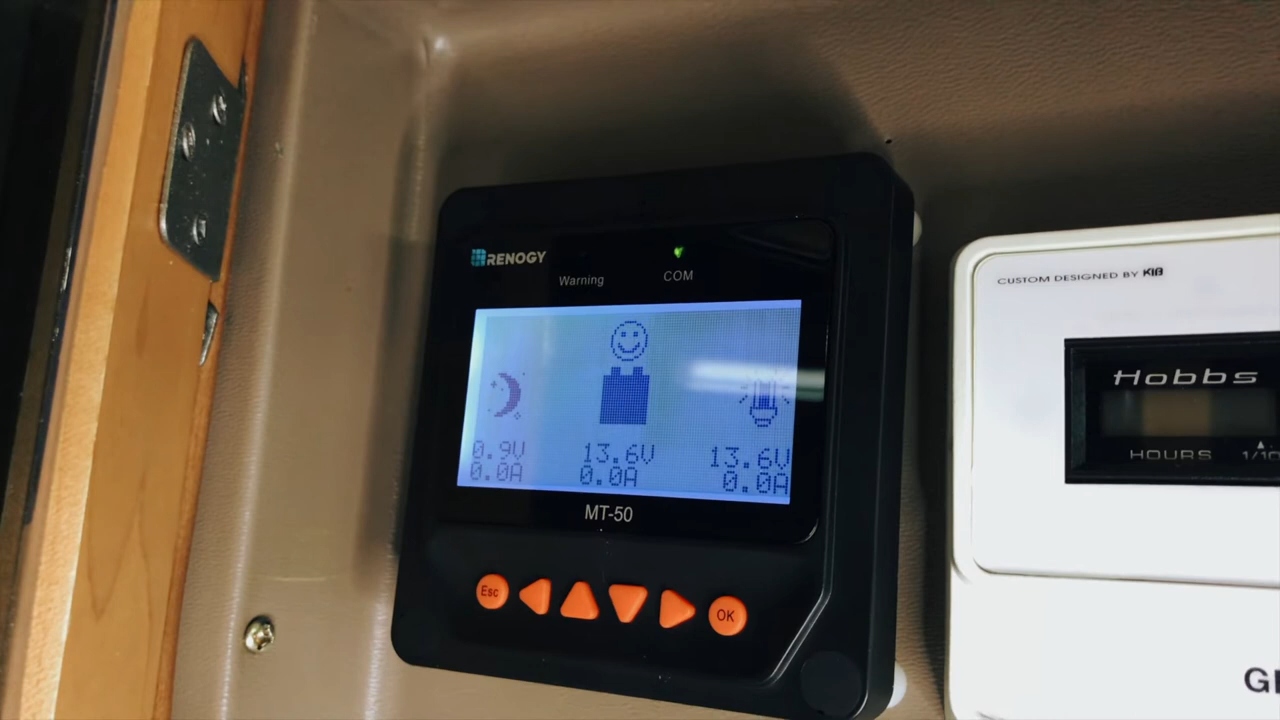 RENOGY
Warning
COM
0.9V 13.6V 13.6V
0.0A 0.0A 0.0A
MT-50
Esc
OK
CUSTOM DESIGNED BY KIB
Hobbs
HOURS 1/10